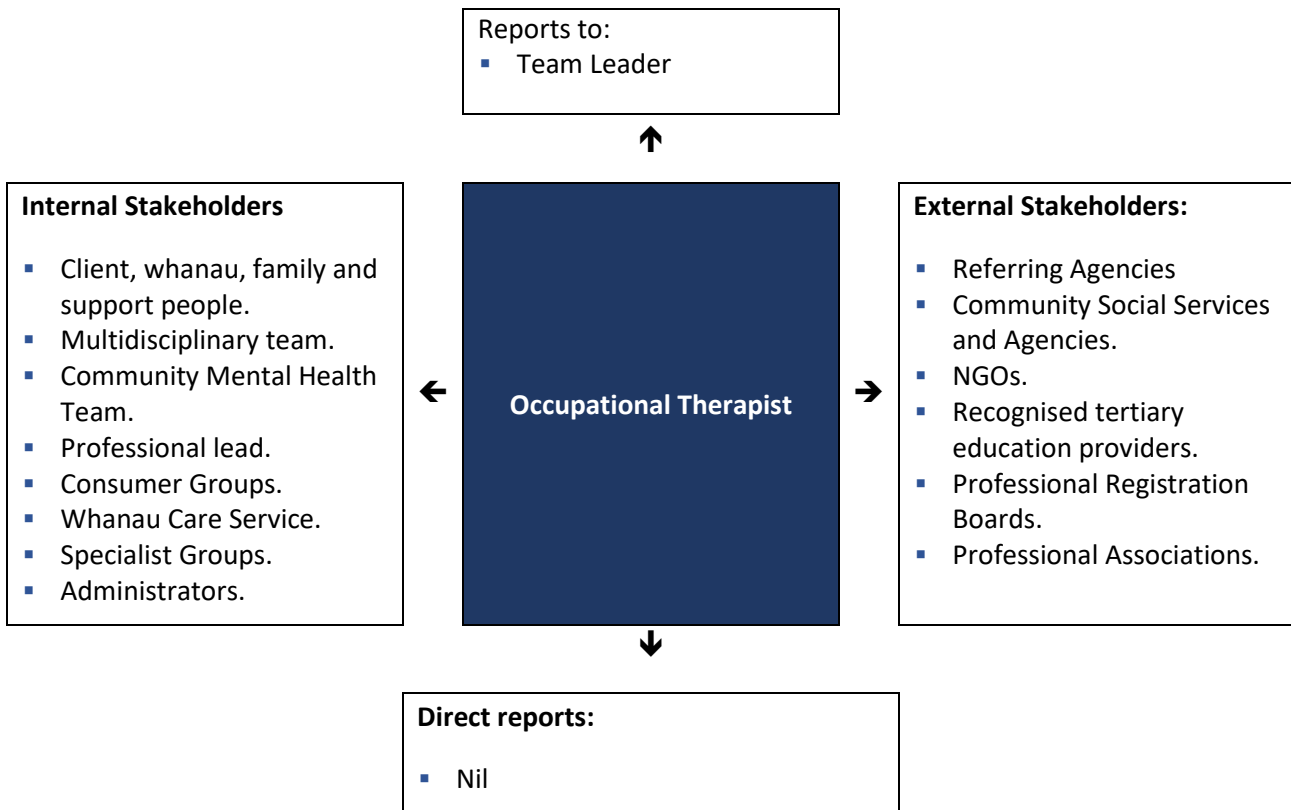 Reports to:
▪ Team Leader
Internal Stakeholders
▪ Client, whanau, family and
support people.
▪ Multidisciplinary team.
▪ Community Mental Health
Team.
▪ Professional lead.
▪ Consumer Groups.
▪ Whanau Care Service.
▪ Specialist Groups.
▪ Administrators.
Occupational Therapist
External Stakeholders:
▪ Referring Agencies
▪ Community Social Services
and Agencies.
▪ NGOs.
▪ Recognised tertiary
education providers.
▪ Professional Registration
Boards.
▪ Professional Associations.
Direct reports:
▪ Nil